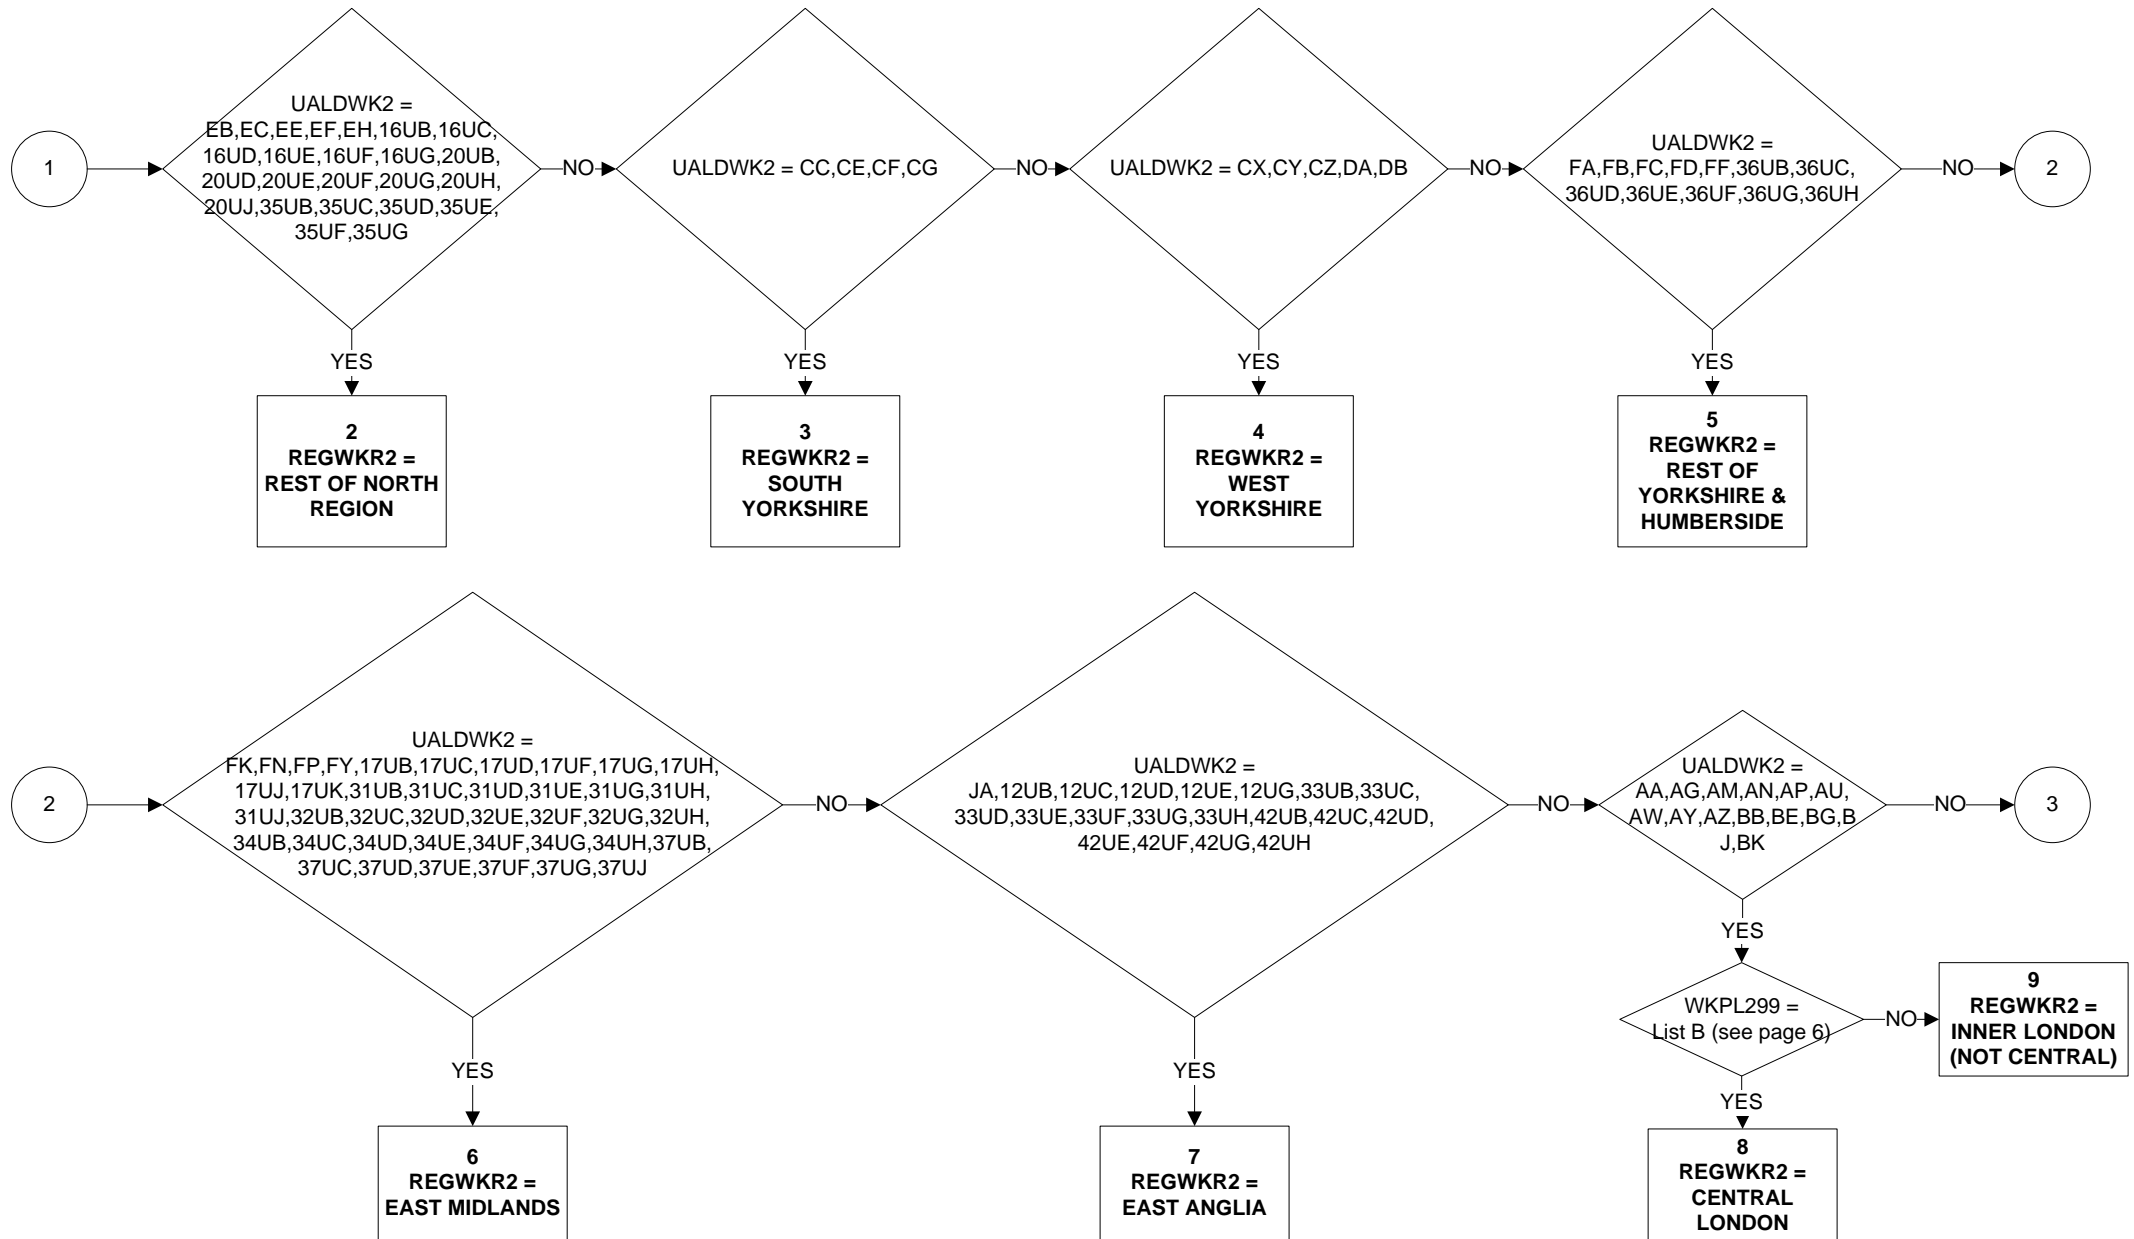 1
UALDWK2 =
EB,EC,EE,EF,EH,16UB,16UC,
16UD,16UE,16UF,16UG,20UB,
20UD,20UE,20UF,20UG,20UH,
20UJ,35UB,35UC,35UD,35UE,
35UF,35UG
NO
UALDWK2 = CC,CE,CF,CG
NO
UALDWK2 = CX,CY,CZ,DA,DB
NO
UALDWK2 =
FA,FB,FC,FD,FF,36UB,36UC,
36UD,36UE,36UF,36UG,36UH
NO
2
YES
YES
YES
YES
2
REGWKR2 =
REST OF NORTH
REGION
3
REGWKR2 =
SOUTH
YORKSHIRE
4
REGWKR2 =
WEST
YORKSHIRE
5
REGWKR2 =
REST OF
YORKSHIRE &
HUMBERSIDE
2
UALDWK2 =
FK,FN,FP,FY,17UB,17UC,17UD,17UF,17UG,17UH,
17UJ,17UK,31UB,31UC,31UD,31UE,31UG,31UH,
31UJ,32UB,32UC,32UD,32UE,32UF,32UG,32UH,
34UB,34UC,34UD,34UE,34UF,34UG,34UH,37UB,
37UC,37UD,37UE,37UF,37UG,37UJ
NO
UALDWK2 =
JA,12UB,12UC,12UD,12UE,12UG,33UB,33UC,
33UD,33UE,33UF,33UG,33UH,42UB,42UC,42UD,
42UE,42UF,42UG,42UH
NO
UALDWK2 =
AA,AG,AM,AN,AP,AU,
AW,AY,AZ,BB,BE,BG,B
J,BK
NO
3
YES
YES
YES
WKPL299 =
List B (see page 6)
NO
9
REGWKR2 =
INNER LONDON
(NOT CENTRAL)
YES
6
REGWKR2 =
EAST MIDLANDS
7
REGWKR2 =
EAST ANGLIA
8
REGWKR2 =
CENTRAL
LONDON